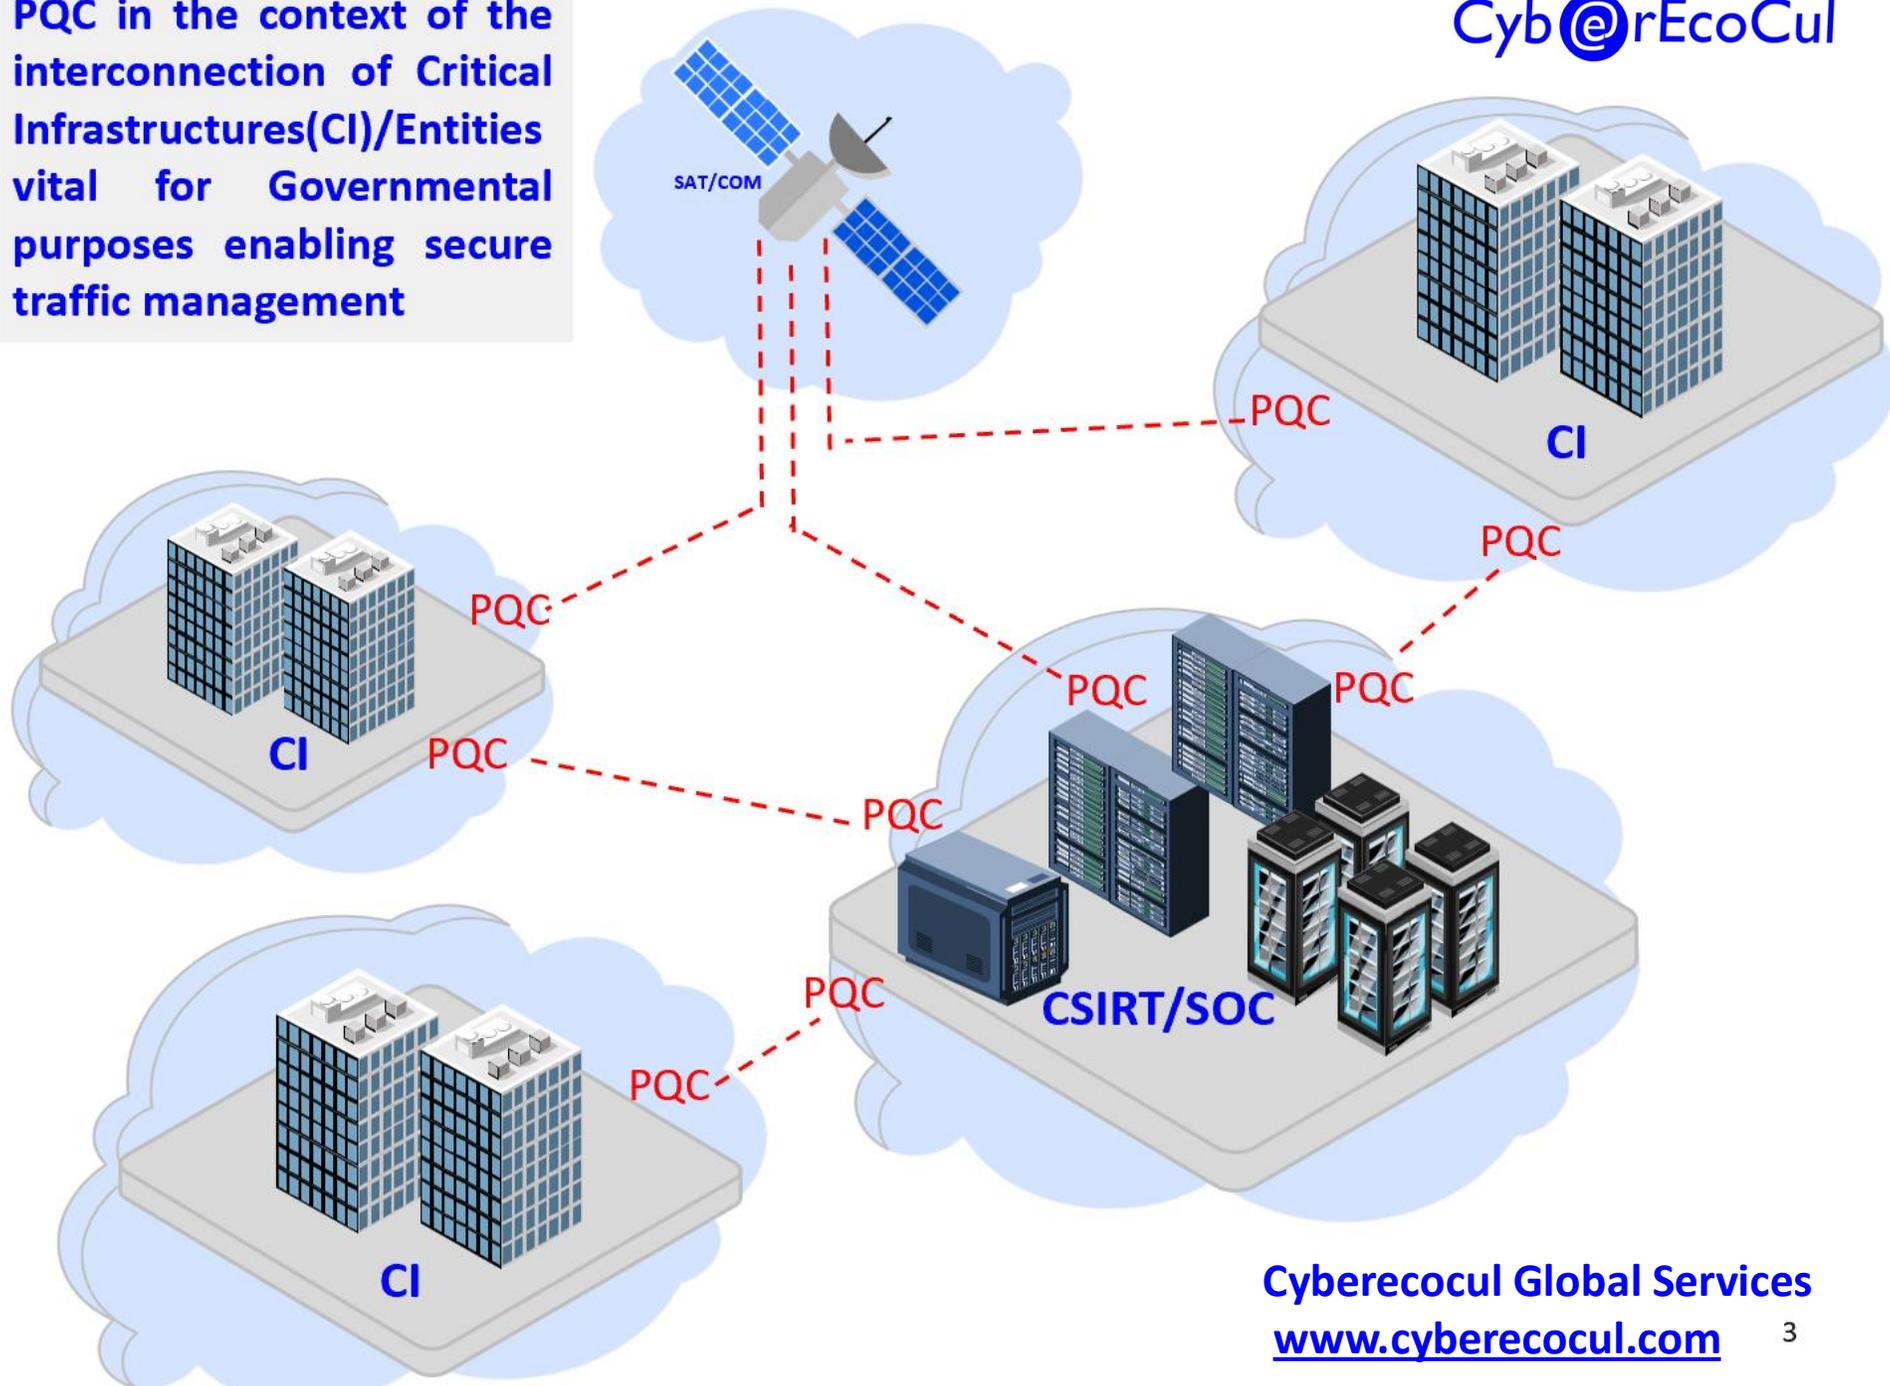 PQC in the context of the
interconnection of Critical
Infrastructures(CI)/Entities
vital for Governmental
purposes enabling secure
traffic management
Cyb@rEcoCul
SAT/COM
PQC
CI
PQC
PQC
PQC
PQC
CI
PQC
PQC
PQC
CSIRT/SOC
PQC
CI
Cyberecocul Global Services
www.cyberecocul.com
3